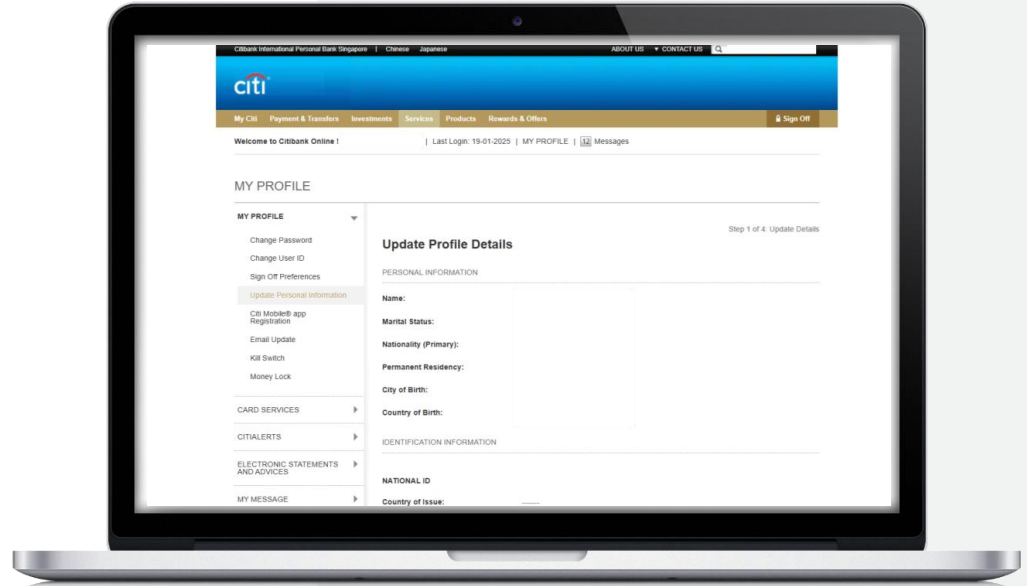 Citibank International Personal Bank Singapore | Chinese Japanese ABOUT US ▼ CONTACT US
citi
My Citi Payment & Transfers Investments Services Products Rewards & Offers Sign Off
Welcome to Citibank Online ! | Last Login: 19-01-2025 | MY PROFILE | 12 Messages
MY PROFILE
MY PROFILE
Change Password
Change User ID
Sign Off Preferences
Update Personal Information
Citi Mobile® app
Registration
Email Update
Kill Switch
Money Lock
CARD SERVICES
CITIALERTS
ELECTRONIC STATEMENTS
AND ADVICES
MY MESSAGE
Step 1 of 4: Update Details
Update Profile Details
PERSONAL INFORMATION
Name:
Marital Status:
Nationality (Primary):
Permanent Residency:
City of Birth:
Country of Birth:
IDENTIFICATION INFORMATION
NATIONAL ID
Country of Issue: